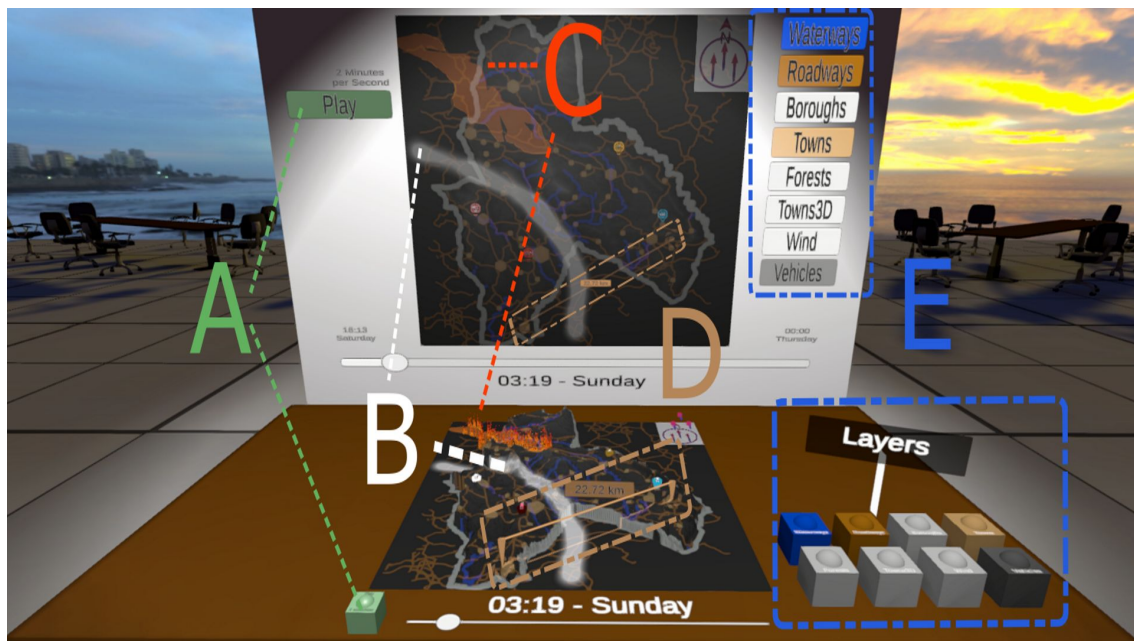 2 Minutes
per Second
Play
A
N
C
Waterways
Roadways
Boroughs
Towns
Forests
Towns3D
Wind
Vehicles
E
D
B
18:13
Saturday
00:00
Thursday
03:19 - Sunday
22.72 km
Layers
03:19 - Sunday